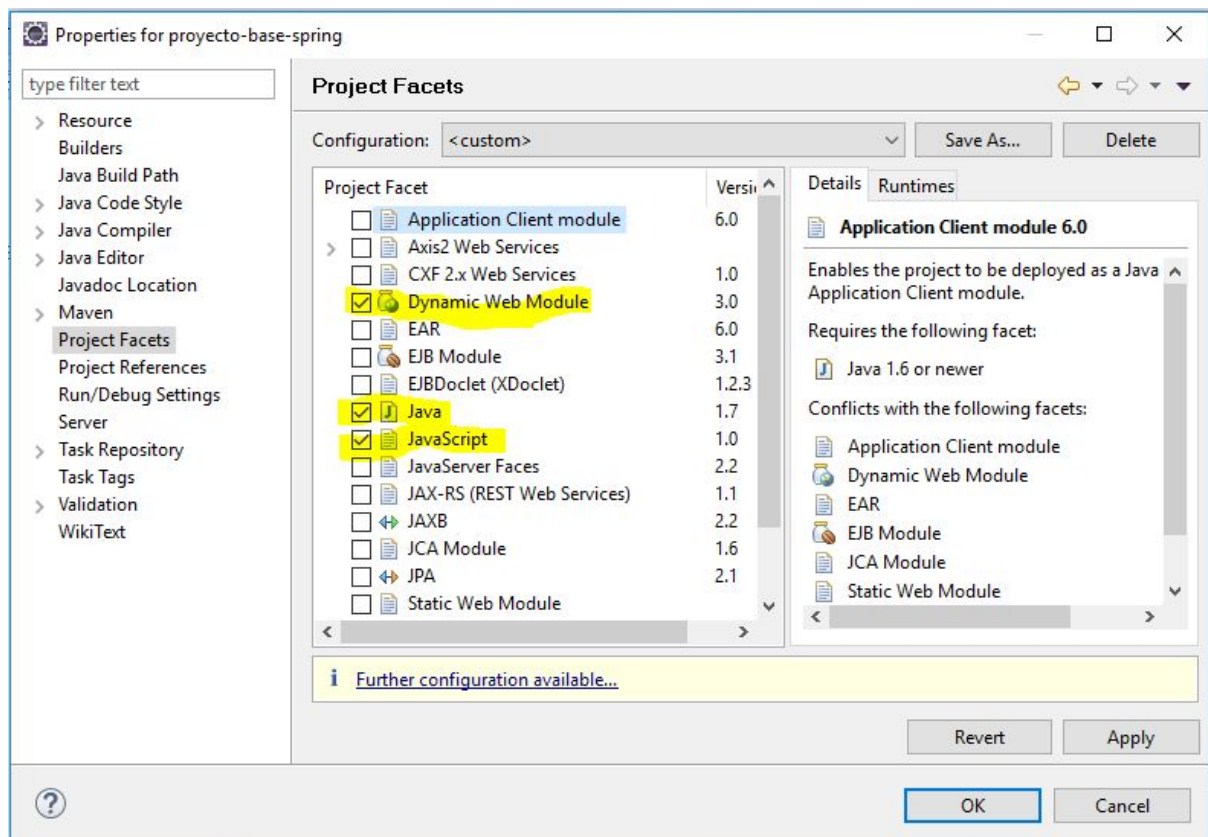 Properties for proyecto-base-spring
type filter text
Resource
Builders
Java Build Path
Java Code Style
Java Compiler
Java Editor
Javadoc Location
Maven
Project Facets
Project References
Run/Debug Settings
Server
Task Repository
Task Tags
Validation
WikiText
Project Facets
Configuration: <custom> Save As... Delete
Project Facet Versi
Application Client module 6.0
Axis2 Web Services
CXF 2.x Web Services 1.0
Dynamic Web Module 3.0
EAR 6.0
EJB Module 3.1
EJBDoclet (XDoclet) 1.2.3
Java 1.7
JavaScript 1.0
JavaServer Faces 2.2
JAX-RS (REST Web Services) 1.1
JAXB 2.2
JCA Module 1.6
JPA 2.1
Static Web Module
Details Runtimes
Application Client module 6.0
Enables the project to be deployed as a Java
Application Client module.
Requires the following facet:
Java 1.6 or newer
Conflicts with the following facets:
Application Client module
Dynamic Web Module
EAR
EJB Module
JCA Module
Static Web Module
Further configuration available...
Revert Apply
OK Cancel